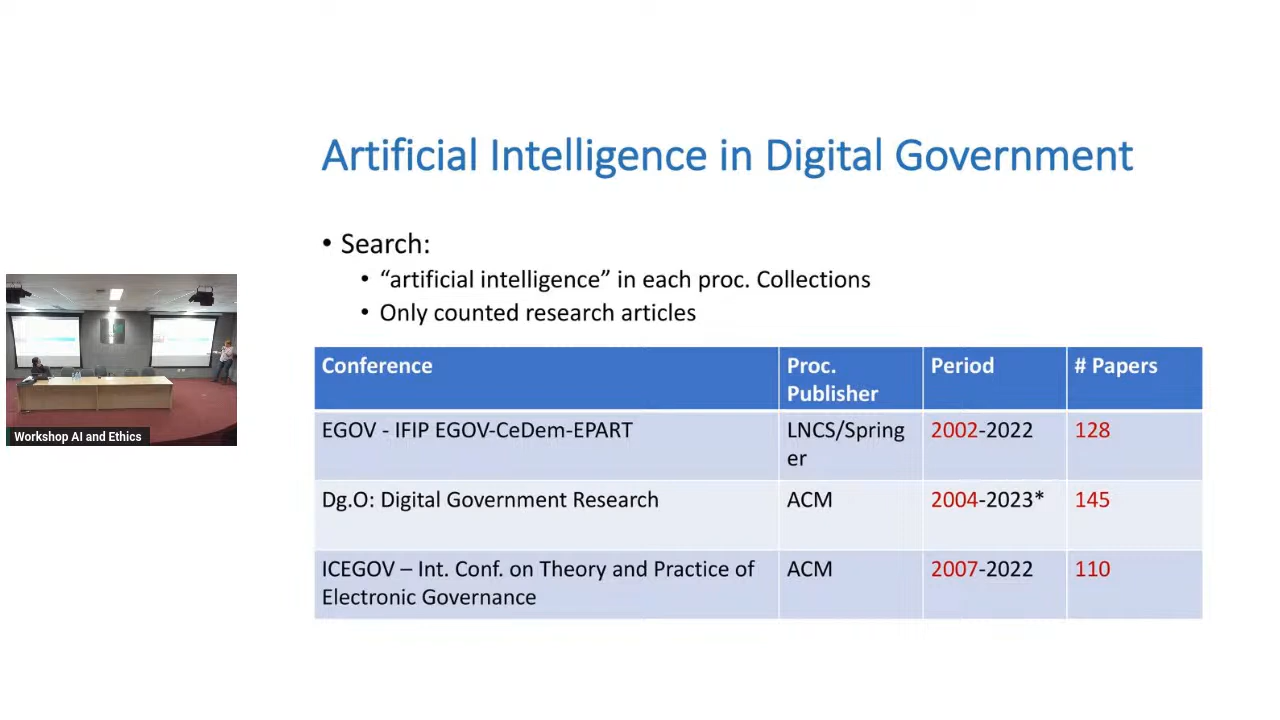 Artificial Intelligence in Digital Government
• Search:
• “artificial intelligence” in each proc. Collections
• Only counted research articles
Conference
Proc.
Publisher
Period
# Papers
EGOV - IFIP EGOV-CeDem-EPART
LNCS/Spring
er
2002-2022
128
Dg.O: Digital Government Research
ACM
2004-2023*
145
ICEGOV – Int. Conf. on Theory and Practice of
Electronic Governance
ACM
2007-2022
110
Workshop AI and Ethics